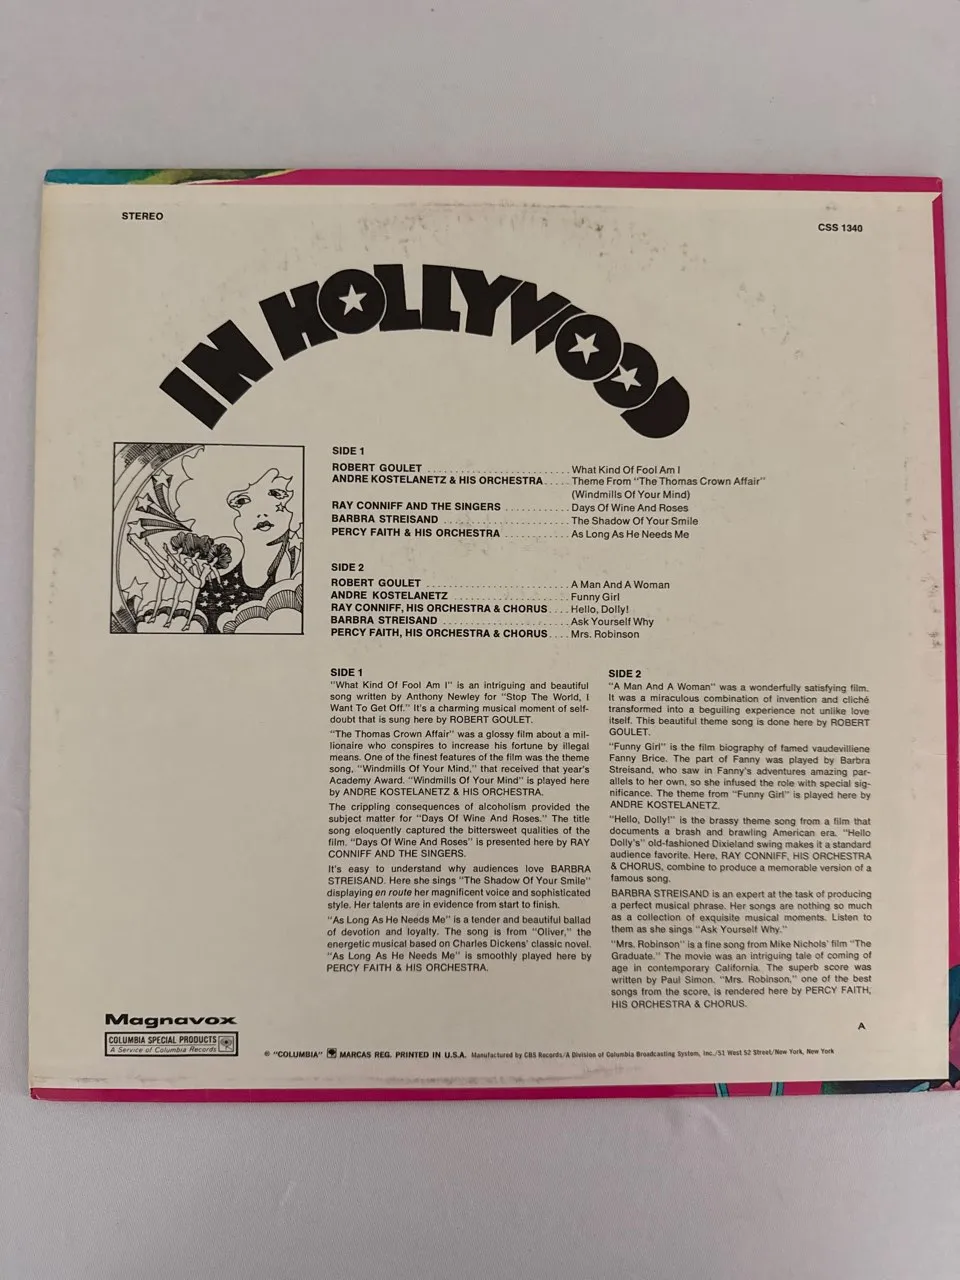 STEREO
CSS 1340
IN HOLLYWOOD
SIDE 1
ROBERT GOULET ........................ What Kind Of Fool Am I
ANDRE KOSTELANETZ & HIS ORCHESTRA ..... Theme From "The Thomas Crown Affair"
(Windmills Of Your Mind)
RAY CONNIFF AND THE SINGERS ........... Days Of Wine And Roses
BARBRA STREISAND ...................... The Shadow Of Your Smile
PERCY FAITH & HIS ORCHESTRA ........... As Long As He Needs Me
SIDE 2
ROBERT GOULET ........................ A Man And A Woman
ANDRE KOSTELANETZ .................... Funny Girl
RAY CONNIFF, HIS ORCHESTRA & CHORUS .... Hello, Dolly!
BARBRA STREISAND ...................... Ask Yourself Why
PERCY FAITH, HIS ORCHESTRA & CHORUS .... Mrs. Robinson
SIDE 1
"What Kind Of Fool Am I" is an intriguing and beautiful
song written by Anthony Newley for "Stop The World, I
Want To Get Off." It's a charming musical moment of self-
doubt that is sung here by ROBERT GOULET.
"The Thomas Crown Affair" was a glossy film about a mil-
lionaire who conspires to increase his fortune by illegal
means. One of the finest features of the film was the theme
song, "Windmills Of Your Mind," that received that year's
Academy Award. "Windmills Of Your Mind" is played here
by ANDRE KOSTELANETZ & HIS ORCHESTRA.
The crippling consequences of alcoholism provided the
subject matter for "Days Of Wine And Roses." The title
song eloquently captured the bittersweet qualities of the
film. "Days Of Wine And Roses" is presented here by RAY
CONNIFF AND THE SINGERS.
It's easy to understand why audiences love BARBRA
STREISAND. Here she sings "The Shadow Of Your Smile"
displaying en route her magnificent voice and sophisticated
style. Her talents are in evidence from start to finish.
"As Long As He Needs Me" is a tender and beautiful ballad
of devotion and loyalty. The song is from "Oliver," the
energetic musical based on Charles Dickens' classic novel.
"As Long As He Needs Me" is smoothly played here by
PERCY FAITH & HIS ORCHESTRA.
SIDE 2
"A Man And A Woman" was a wonderfully satisfying film.
It was a miraculous combination of invention and cliché
transformed into a beguiling experience not unlike love
itself. This beautiful theme song is done here by ROBERT
GOULET.
"Funny Girl" is the film biography of famed vaudevilliene
Fanny Brice. The part of Fanny was played by Barbra
Streisand, who saw in Fanny's adventures amazing par-
allels to her own, so she infused the role with special sig-
nificance. The theme from "Funny Girl" is played here by
ANDRE KOSTELANETZ.
"Hello, Dolly!" is the brassy theme song from a film that
documents a brash and brawling American era. "Hello
Dolly's" old-fashioned Dixieland swing makes it a standard
audience favorite. Here, RAY CONNIFF, HIS ORCHESTRA
& CHORUS, combine to produce a memorable version of a
famous song.
BARBRA STREISAND is an expert at the task of producing
a perfect musical phrase. Her songs are nothing so much
as a collection of exquisite musical moments. Listen to
them as she sings "Ask Yourself Why."
"Mrs. Robinson" is a fine song from Mike Nichols' film "The
Graduate." The movie was an intriguing tale of coming of
age in contemporary California. The superb score was
written by Paul Simon. "Mrs. Robinson," one of the best
songs from the score, is rendered here by PERCY FAITH,
HIS ORCHESTRA & CHORUS.
A
Magnavox
COLUMBIA SPECIAL PRODUCTS
A Service of Columbia Records
® "COLUMBIA" MARCAS REG. PRINTED IN U.S.A. Manufactured by CBS Records/A Division of Columbia Broadcasting System, Inc./51 West 52 Street/New York, New York